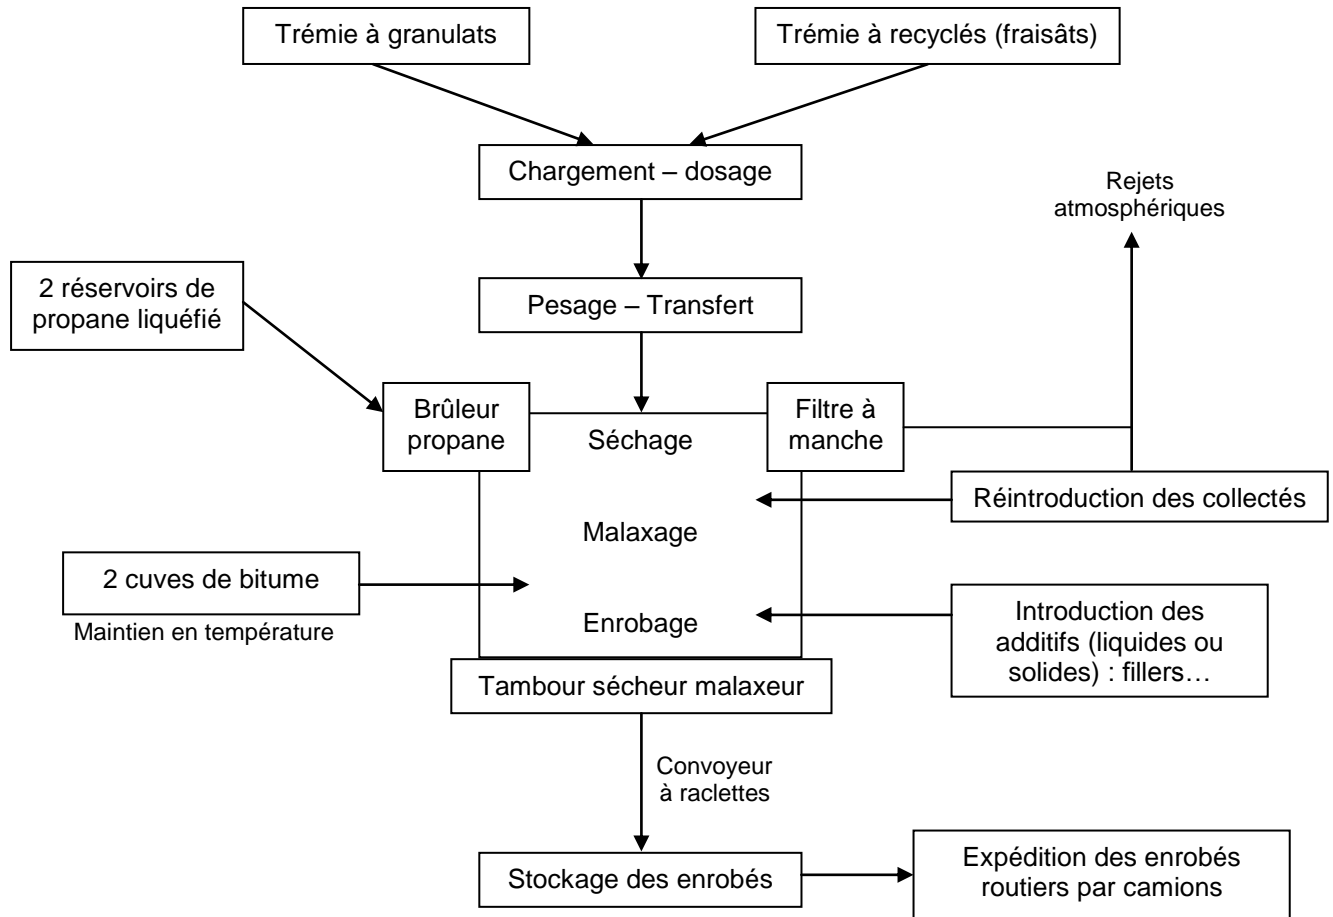 Trémie à granulats
Trémie à recyclés (fraisâts)
Chargement – dosage
Rejets
atmosphériques
2 réservoirs de
propane liquéfié
Pesage – Transfert
Brûleur
propane
Séchage
Filtre à
manche
Réintroduction des collectés
Malaxage
2 cuves de bitume
Maintien en température
Enrobage
Introduction des
additifs (liquides ou
solides) : fillers…
Tambour sécheur malaxeur
Convoyeur
à raclettes
Stockage des enrobés
Expédition des enrobés
routiers par camions